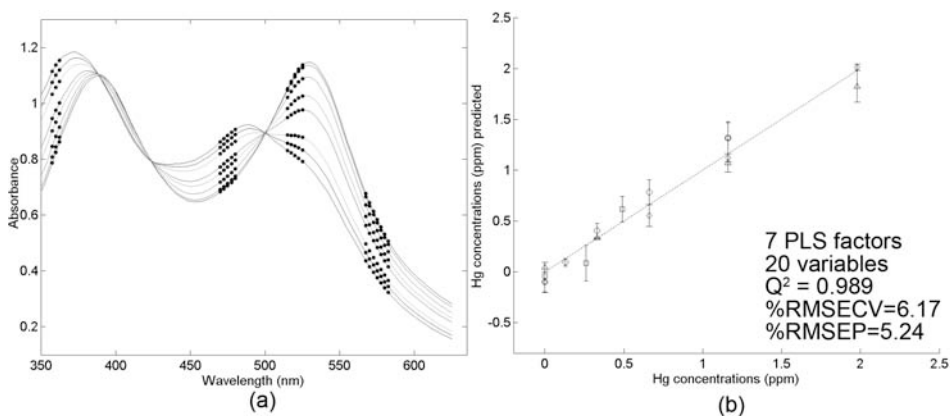 1.2
1
0.8
0.6
0.4
0.2
Absorbance
350 400 450 500 550 600
Wavelength (nm)
(a)
2.5
2
1.5
1
0.5
0
-0.5
Hg concentrations (ppm) predicted
7 PLS factors
20 variables
Q² = 0.989
%RMSECV=6.17
%RMSEP=5.24
0 0.5 1 1.5 2 2.5
Hg concentrations (ppm)
(b)